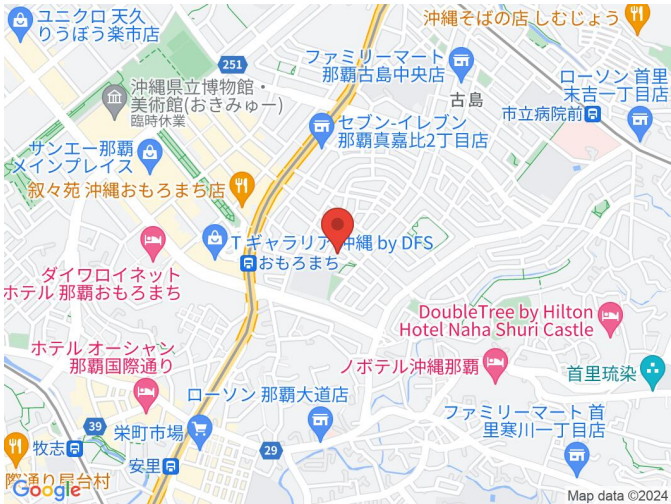 ユニクロ 天久
りうぼう楽市店
沖縄そばの店 しむじょう
251
ファミリーマート
那覇古島中央店
沖縄県立博物館・
美術館(おきみゅー)
臨時休業
古島
ローソン 首里
末吉一丁目店
市立病院前
セブン-イレブン
那覇真嘉比2丁目店
サンエー那覇
メインプレイス
叙々苑 沖縄おもろまち店
Tギャラリア 沖縄 by DFS
おもろまち
ダイワロイネット
ホテル 那覇おもろまち
DoubleTree by Hilton
Hotel Naha Shuri Castle
ホテル オーシャン
那覇国際通り
ノボテル沖縄那覇
首里琉染
ローソン 那覇大道店
39
栄町市場
ファミリーマート 首
里寒川一丁目店
牧志
安里
29
際通り屋台村
Google
Map data ©2024